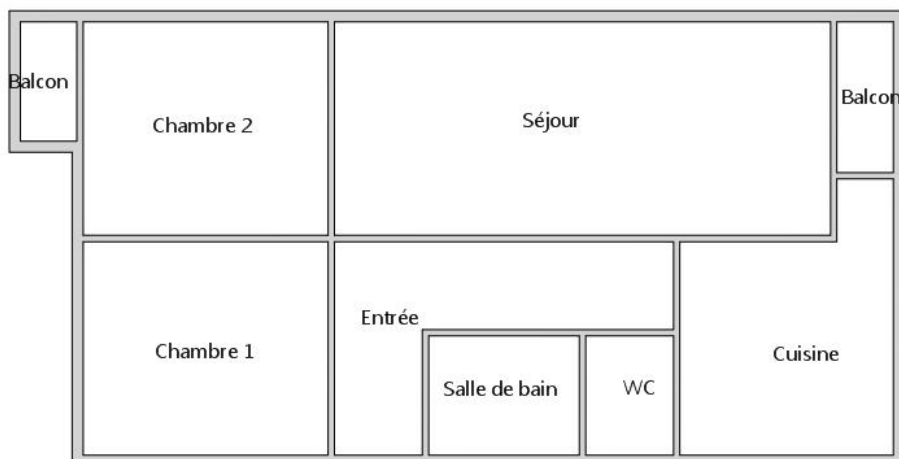 Balcon
Chambre 2
Séjour
Balcon
Entrée
Chambre 1
Salle de bain
WC
Cuisine